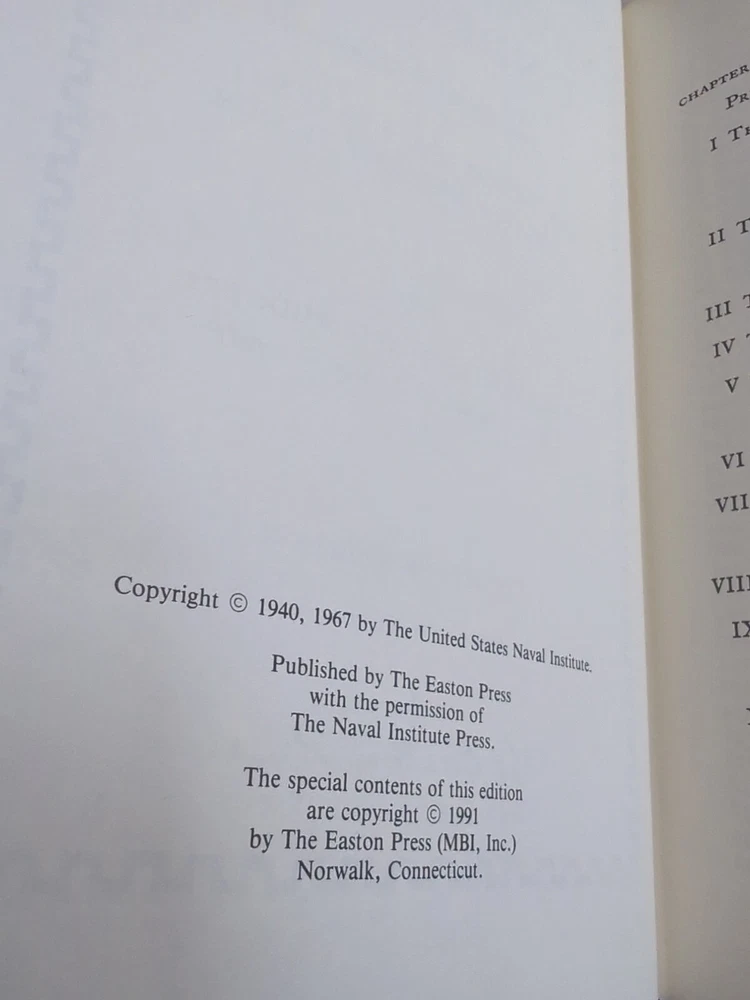 Copyright © 1940, 1967 by The United States Naval Institute.
Published by The Easton Press
with the permission of
The Naval Institute Press.
The special contents of this edition
are copyright © 1991
by The Easton Press (MBI, Inc.)
Norwalk, Connecticut.
CHAPTER
I
II
III
IV
V
VI
VII
VIII